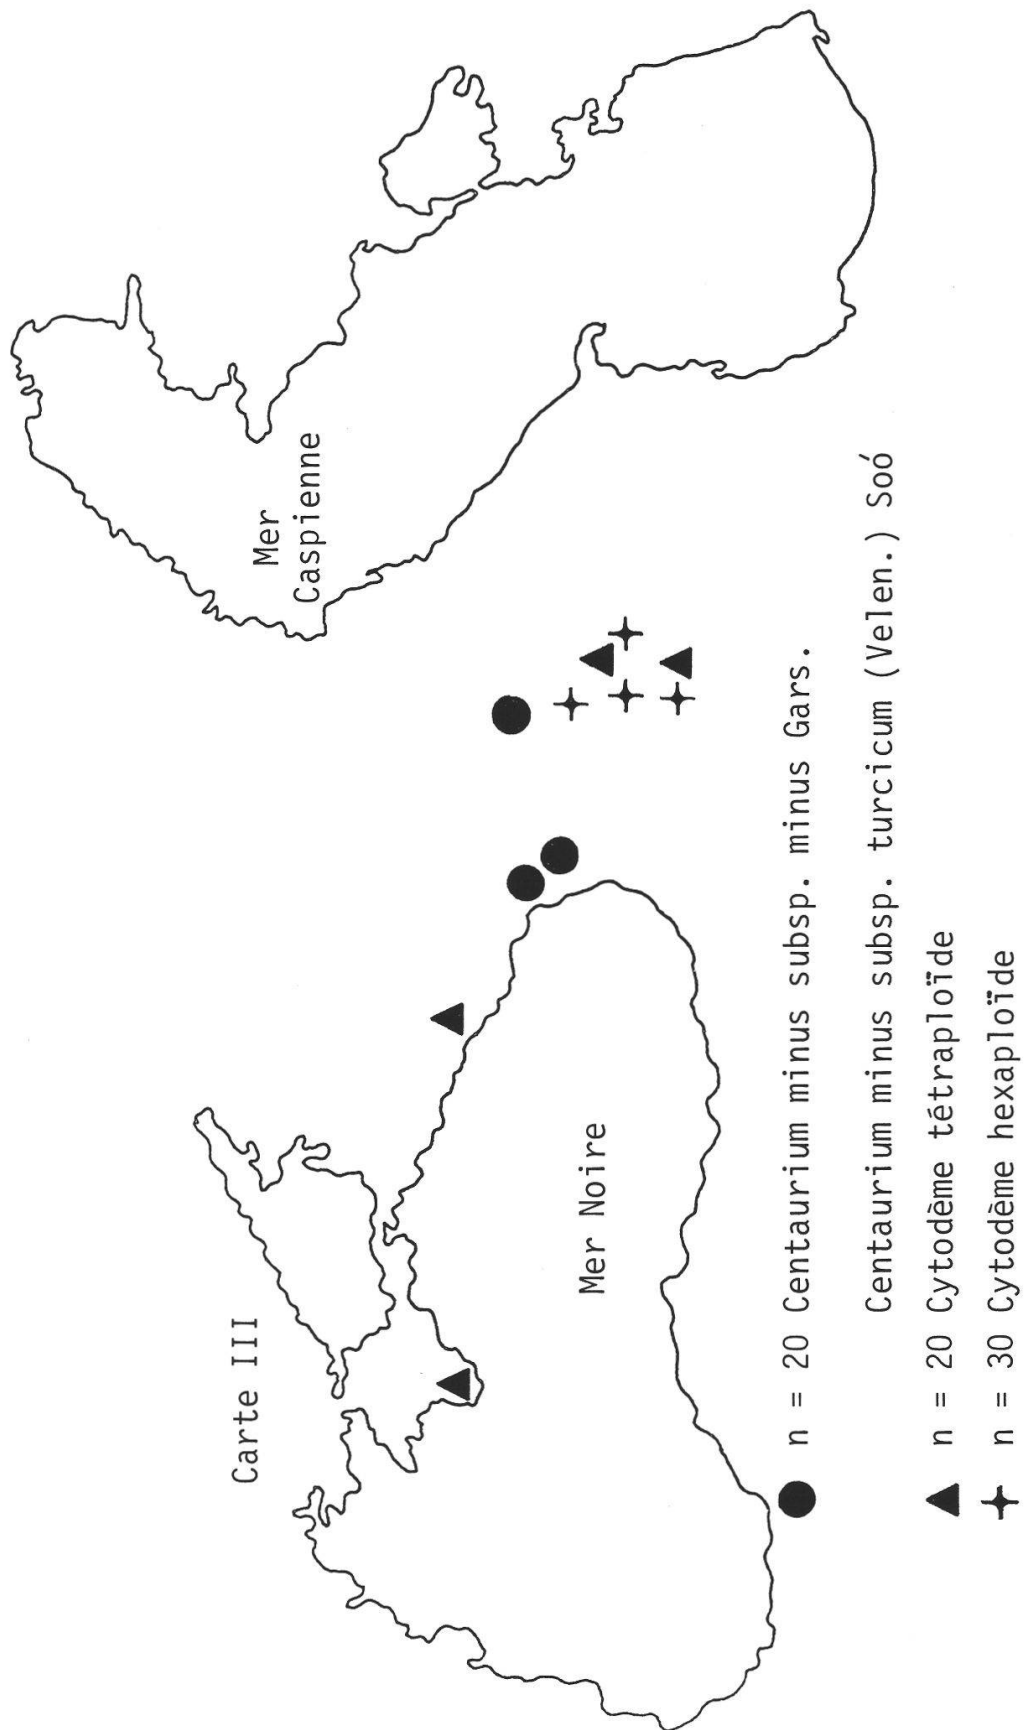 Carte III
Mer
Caspienne
Mer Noire
n = 20 Centaurium minus subsp. minus Gars.
Centaurium minus subsp. turcicum (Velen.) Soó
n = 20 Cytodème tétraploïde
n = 30 Cytodème hexaploïde